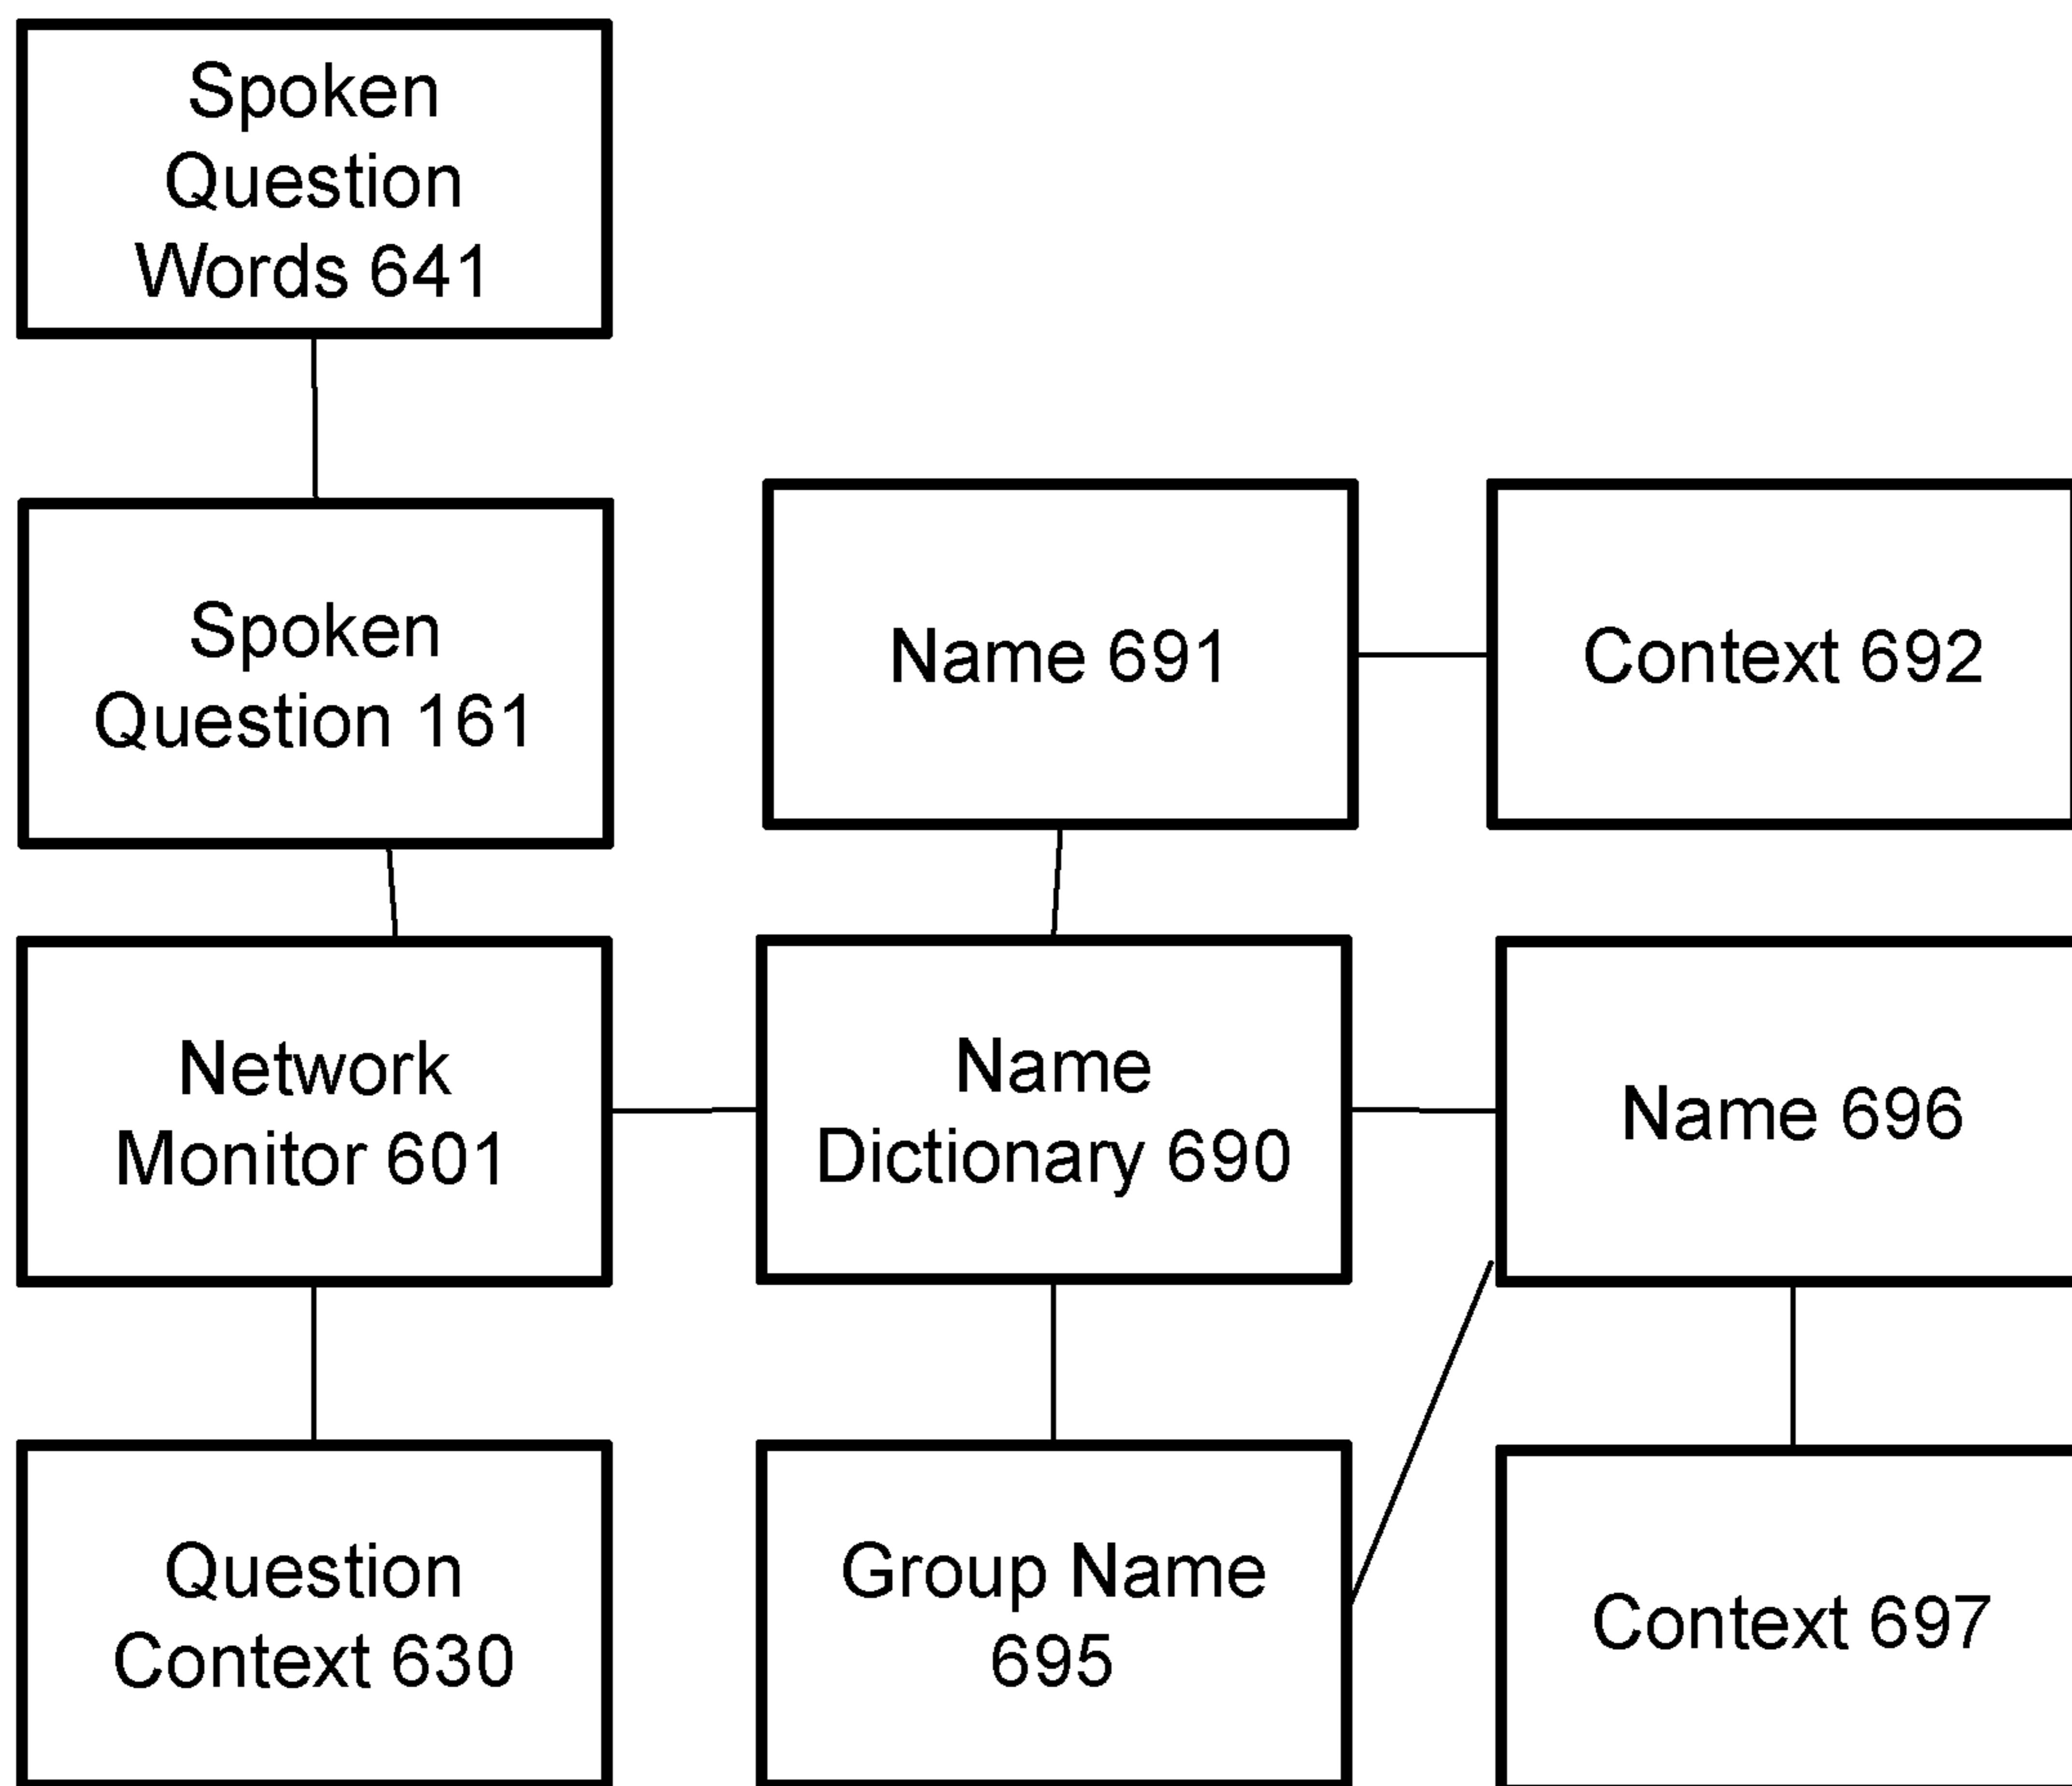 Spoken
Question
Words 641
Spoken
Question 161
Name 691
Context 692
Network
Monitor 601
Name
Dictionary 690
Name 696
Question
Context 630
Group Name
695
Context 697